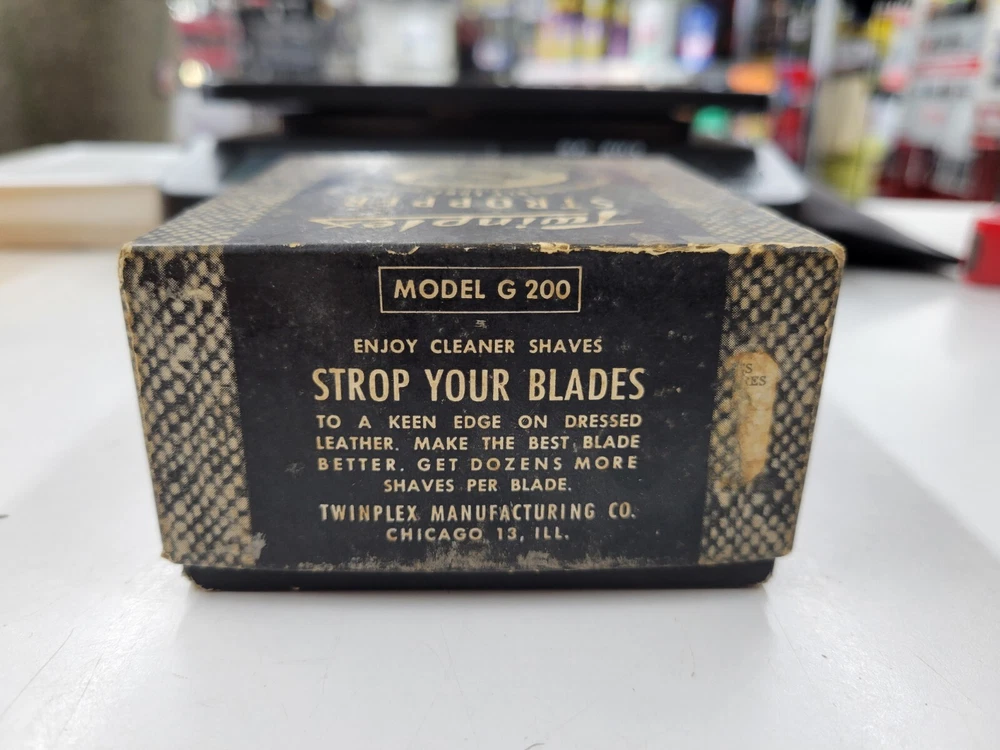 Twinplex
STROPPER
MODEL G 200
ENJOY CLEANER SHAVES
STROP YOUR BLADES
TO A KEEN EDGE ON DRESSED
LEATHER. MAKE THE BEST BLADE
BETTER. GET DOZENS MORE
SHAVES PER BLADE.
TWINPLEX MANUFACTURING CO.
CHICAGO 13, ILL.